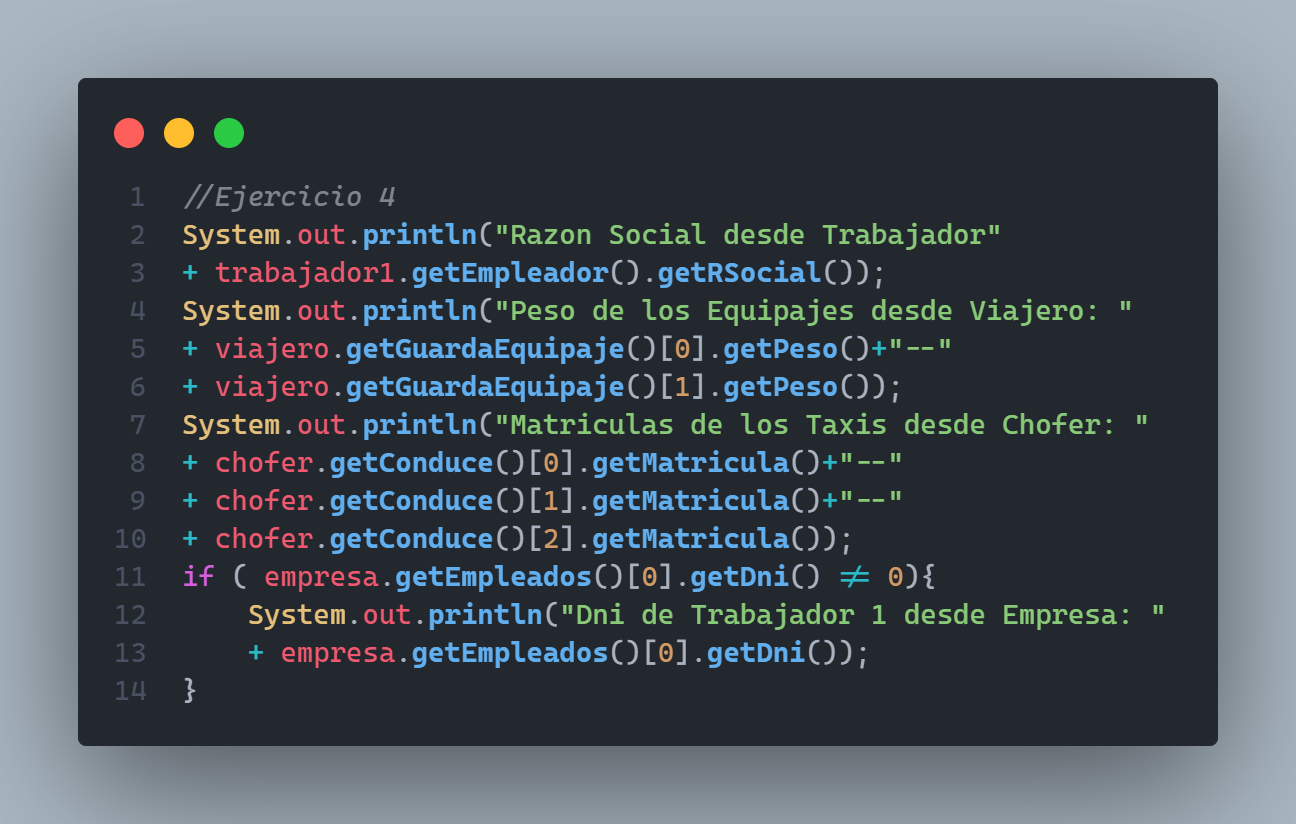 1 //Ejercicio 4
2 System.out.println("Razon Social desde Trabajador"
3 + trabajador1.getEmpleador().getRSocial());
4 System.out.println("Peso de los Equipajes desde Viajero: "
5 + viajero.getGuardaEquipaje()[0].getPeso()+"--"
6 + viajero.getGuardaEquipaje()[1].getPeso());
7 System.out.println("Matriculas de los Taxis desde Chofer: "
8 + chofer.getConduce()[0].getMatricula()+"--"
9 + chofer.getConduce()[1].getMatricula()+"--"
10 + chofer.getConduce()[2].getMatricula());
11 if ( empresa.getEmpleados()[0].getDni() != 0){
12     System.out.println("Dni de Trabajador 1 desde Empresa: "
13     + empresa.getEmpleados()[0].getDni());
14 }